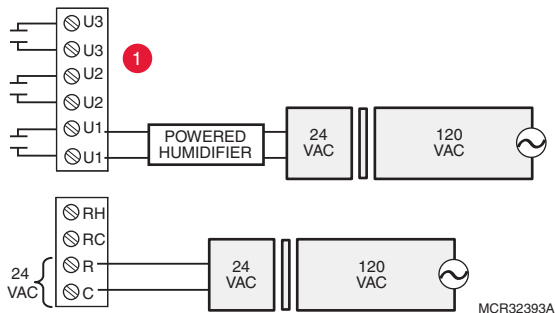 U3
U3
1
U2
U2
U1
U1
POWERED
HUMIDIFIER
24
VAC
120
VAC
RH
RC
R
C
24
VAC
24
VAC
120
VAC
MCR32393A